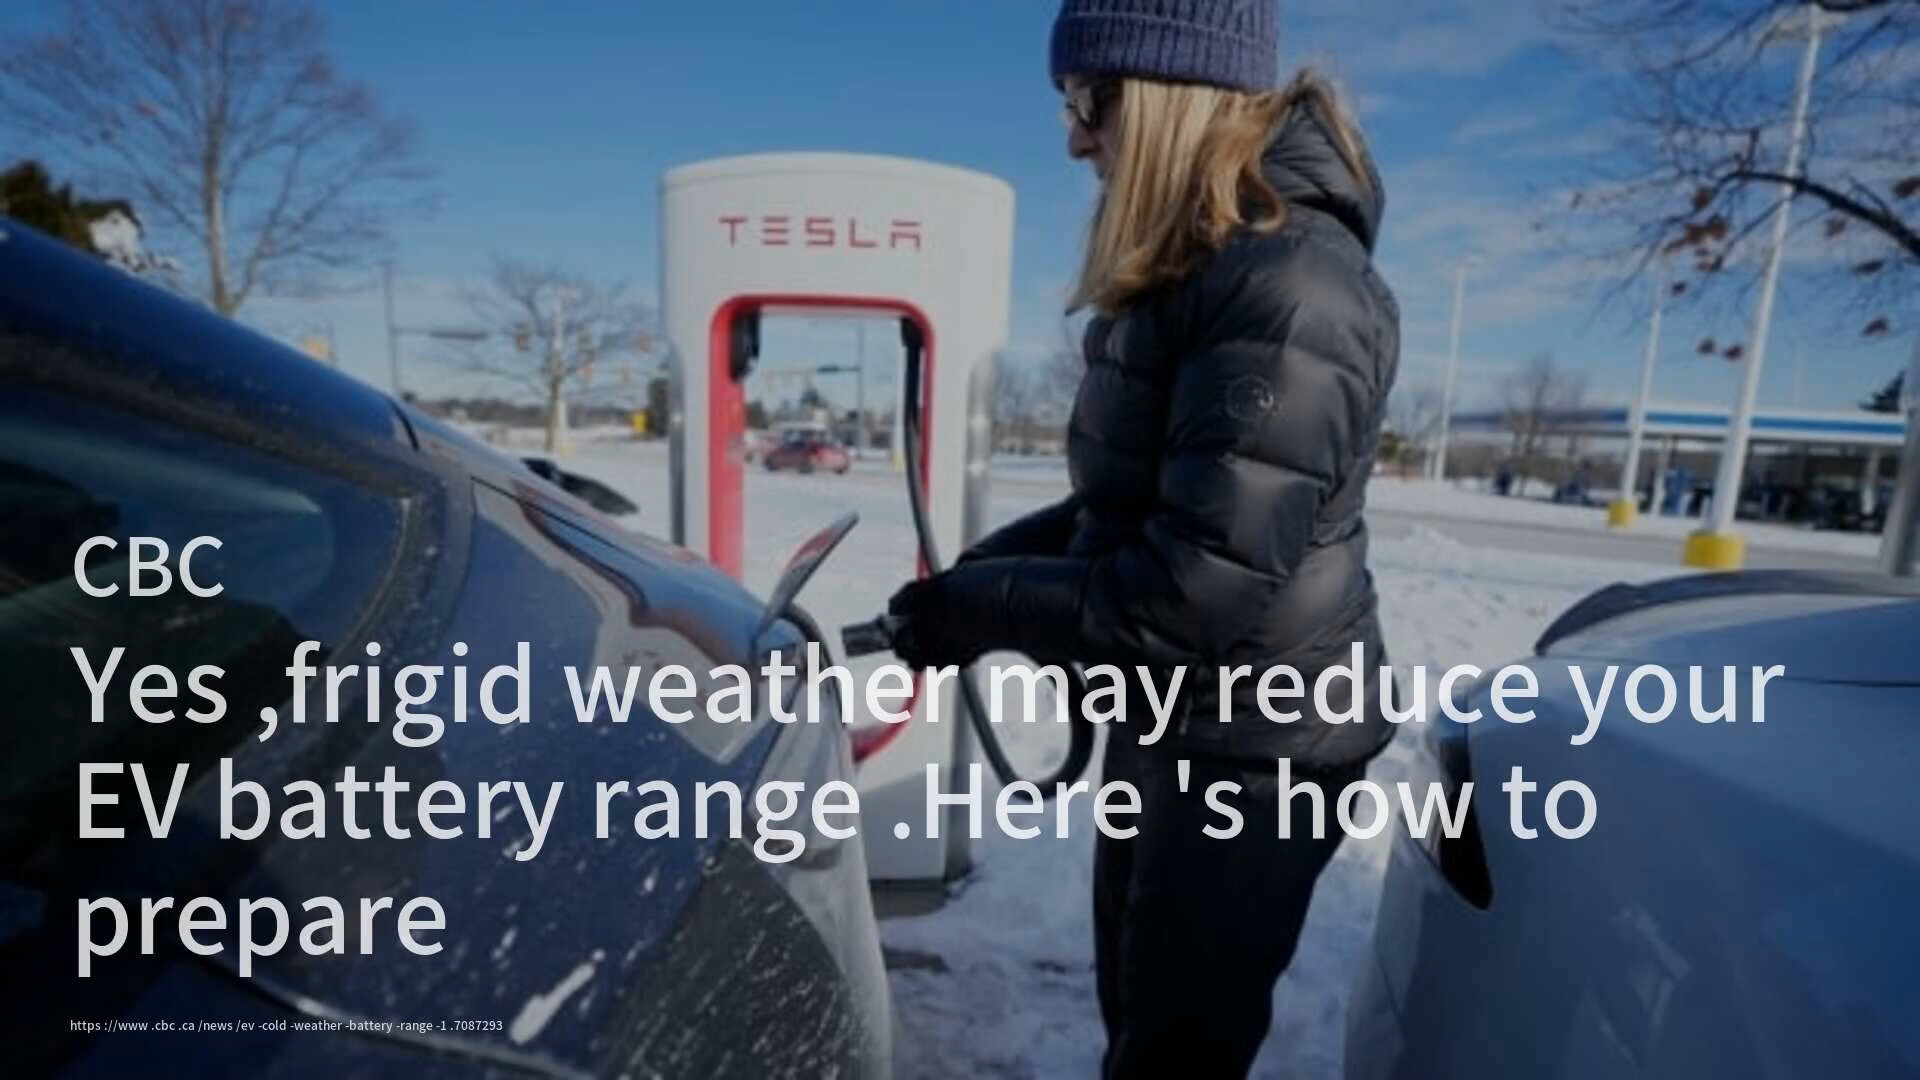 TESLA
CBC
Yes ,frigid weather may reduce your
EV battery range .Here 's how to
prepare
https ://www .cbc .ca /news /ev -cold -weather -battery -range -1 .7087293